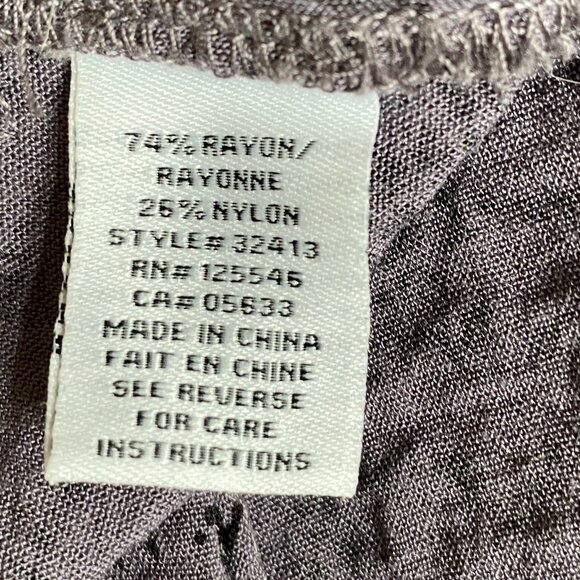 74% RAYON/
RAYONNE
26% NYLON
STYLE# 32413
RN# 125546
CA# 05633
MADE IN CHINA
FAIT EN CHINE
SEE REVERSE
FOR CARE
INSTRUCTIONS